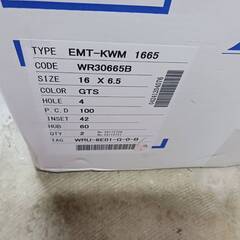 TYPE EMT-KWM 1665
CODE WR30665B
SIZE 16 X 6.5
COLOR GTS
HOLE 4
P.C.D 100
INSET 42
HUB 60
QTY 2
TAG